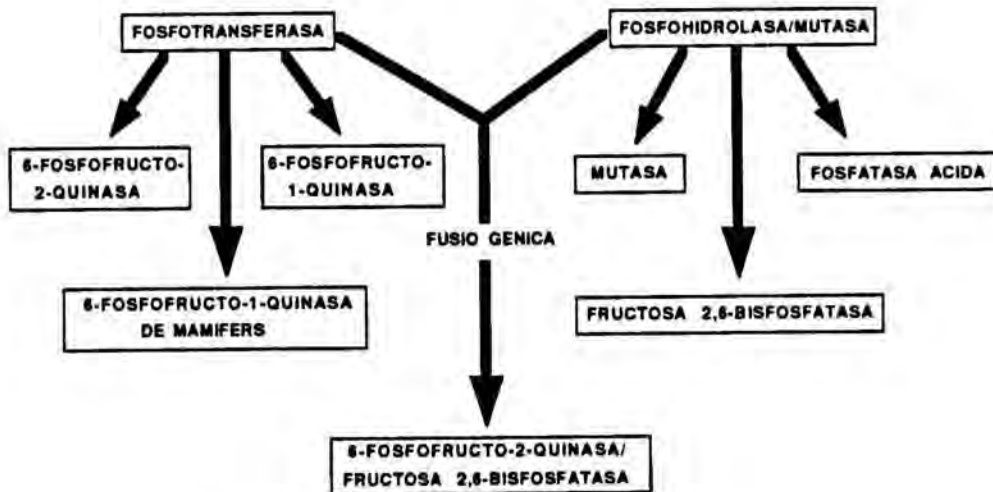 FOSFOTRANSFERASA
FOSFOHIDROLASA/MUTASA
6-FOSFOFRUCTO-
2-QUINASA
6-FOSFOFRUCTO-
1-QUINASA
MUTASA
FOSFATASA ACIDA
FUSIO GENICA
6-FOSFOFRUCTO-1-QUINASA
DE MAMIFERS
FRUCTOSA 2,6-BISFOSFATASA
6-FOSFOFRUCTO-2-QUINASA/
FRUCTOSA 2,6-BISFOSFATASA